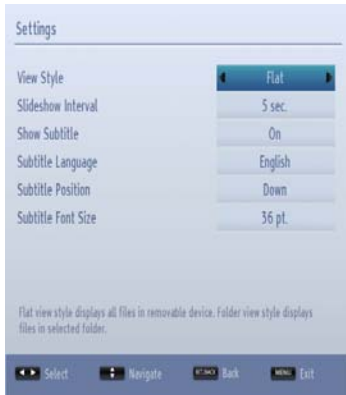 Settings
View Style Flat
Slideshow Interval 5 sec.
Show Subtitle On
Subtitle Language English
Subtitle Position Down
Subtitle Font Size 36 pt.
Flat view style displays all files in removable device. Folder view style displays
files in selected folder.
Select Navigate Back MENU Exit